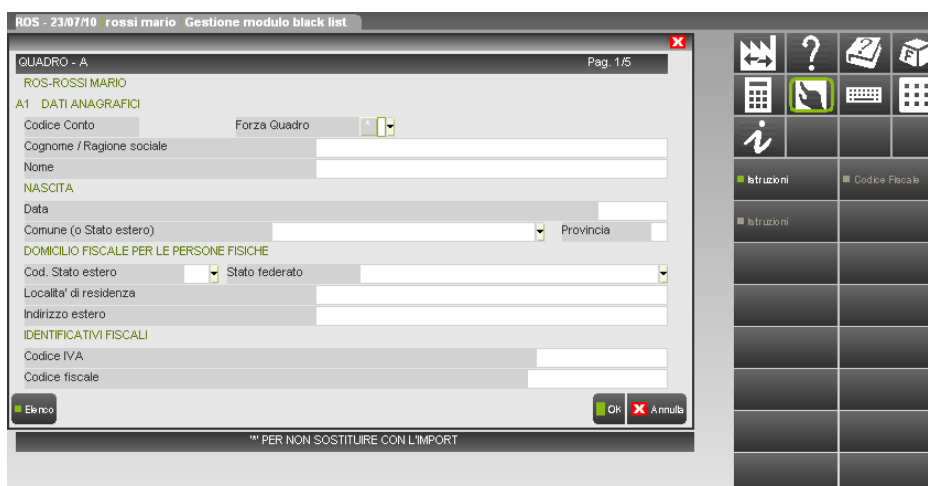 ROS - 23/07/10 rossi mario Gestione modulo black list
QUADRO - A Pag. 1/5
ROS-ROSSI MARIO
A1 DATI ANAGRAFICI
Codice Conto Forza Quadro *
Cognome / Ragione sociale
Nome
NASCITA
Data
Comune (o Stato estero) Provincia
DOMICILIO FISCALE PER LE PERSONE FISICHE
Cod. Stato estero Stato federato
Localita' di residenza
Indirizzo estero
IDENTIFICATIVI FISCALI
Codice IVA
Codice fiscale
Elenco OK Annulla
'*' PER NON SOSTITUIRE CON L'IMPORT
Istruzioni Codice Fiscale
Istruzioni